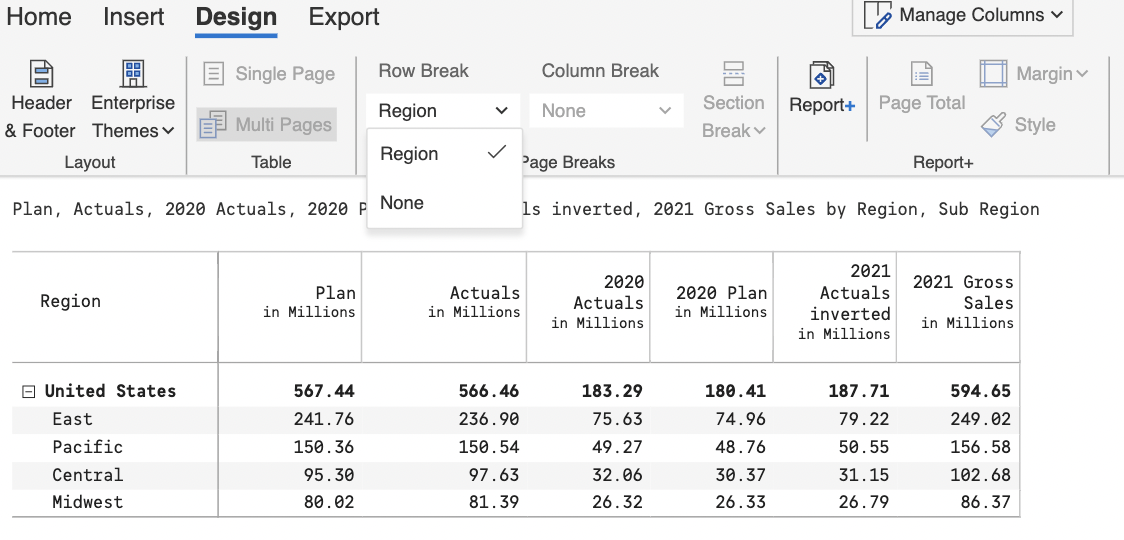 Home Insert Design Export Manage Columns
Single Page Row Break Column Break Margin
Header Enterprise Region None Section Report+ Page Total
& Footer Themes Multi Pages Break Style
Region
Layout Table Page Breaks Report+
None
Plan, Actuals, 2020 Actuals, 2020 ls inverted, 2021 Gross Sales by Region, Sub Region
Region Plan in Millions Actuals in Millions 2020 Actuals in Millions 2020 Plan in Millions 2021 Actuals inverted in Millions 2021 Gross Sales in Millions
United States 567.44 566.46 183.29 180.41 187.71 594.65
East 241.76 236.90 75.63 74.96 79.22 249.02
Pacific 150.36 150.54 49.27 48.76 50.55 156.58
Central 95.30 97.63 32.06 30.37 31.15 102.68
Midwest 80.02 81.39 26.32 26.33 26.79 86.37